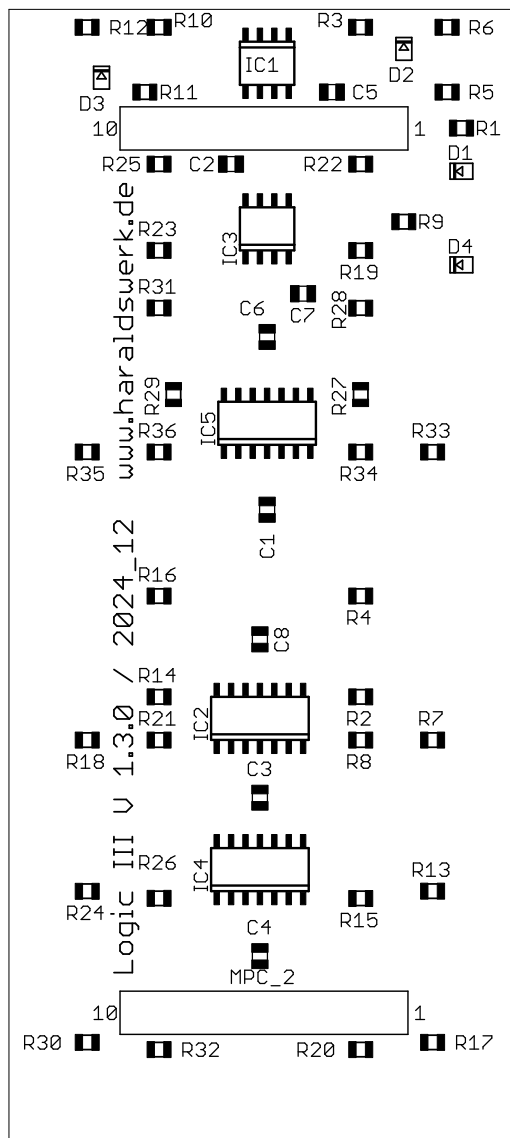 R12 R10 R3 R6
IC1
D2
D3 R11 C5 R5
10 1 R1
D1
R25 C2 R22
R23 IC3 R9
R19 D4
R31 C6 C7 R28
R29 R27
IC5
R36 R33
R35 R34
C1
R16
R4
C8
R14
IC2 R2
R21 R7
R18 R8
C3
R26 IC4 R13
R24 R15
C4
MPC_2
10 1
R30 R32 R20 R17
Logic III V 1.3.0 / 2024_12 www.haraldswerk.de